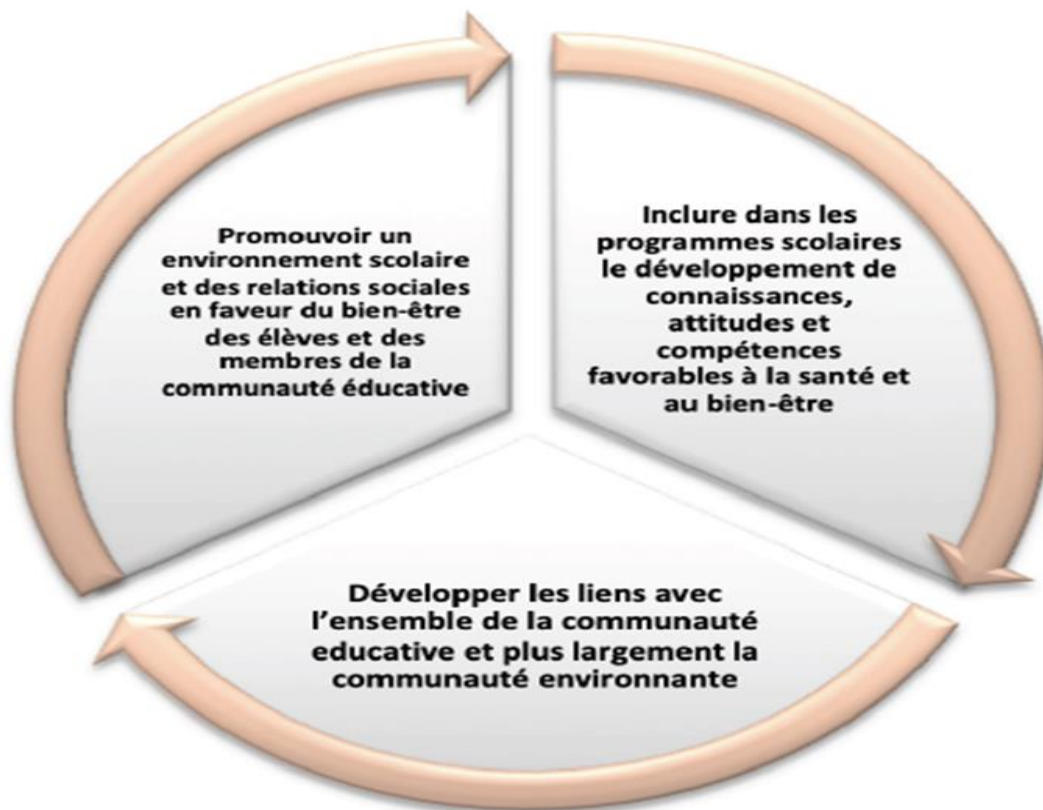 Promouvoir un
environnement scolaire
et des relations sociales
en faveur du bien-être
des élèves et des
membres de la
communauté éducative
Inclure dans les
programmes scolaires
le développement de
connaissances,
attitudes et
compétences
favorables à la santé et
au bien-être
Développer les liens avec
l'ensemble de la communauté
educative et plus largement la
communauté environnante